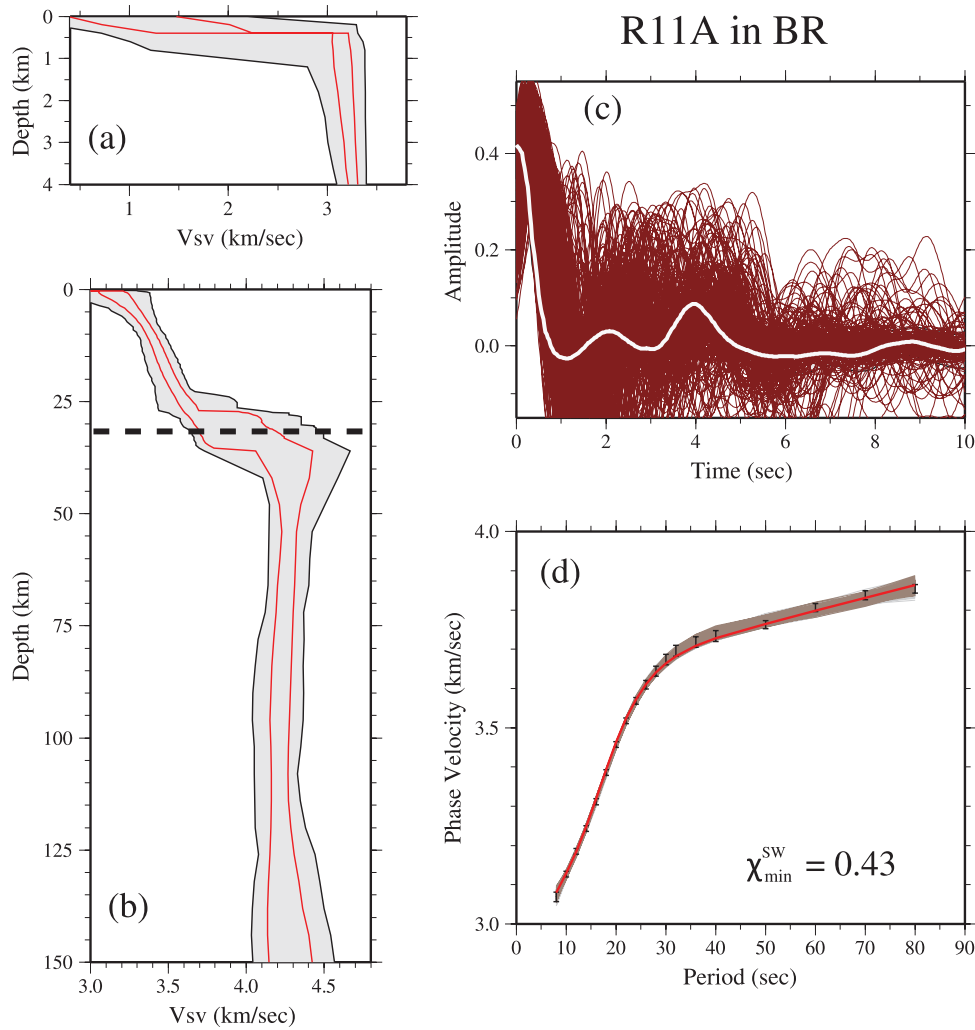 R11A in BR
0
1
2
3
4
Depth (km)
(a)
1
2
3
Vsv (km/sec)
0
25
50
75
100
125
150
Depth (km)
(b)
3.0
3.5
4.0
4.5
Vsv (km/sec)
0.4
0.2
0.0
Amplitude
(c)
0
2
4
6
8
10
Time (sec)
4.0
3.5
3.0
Phase Velocity (km/sec)
(d)
χ SW min = 0.43
0
10
20
30
40
50
60
70
80
90
Period (sec)